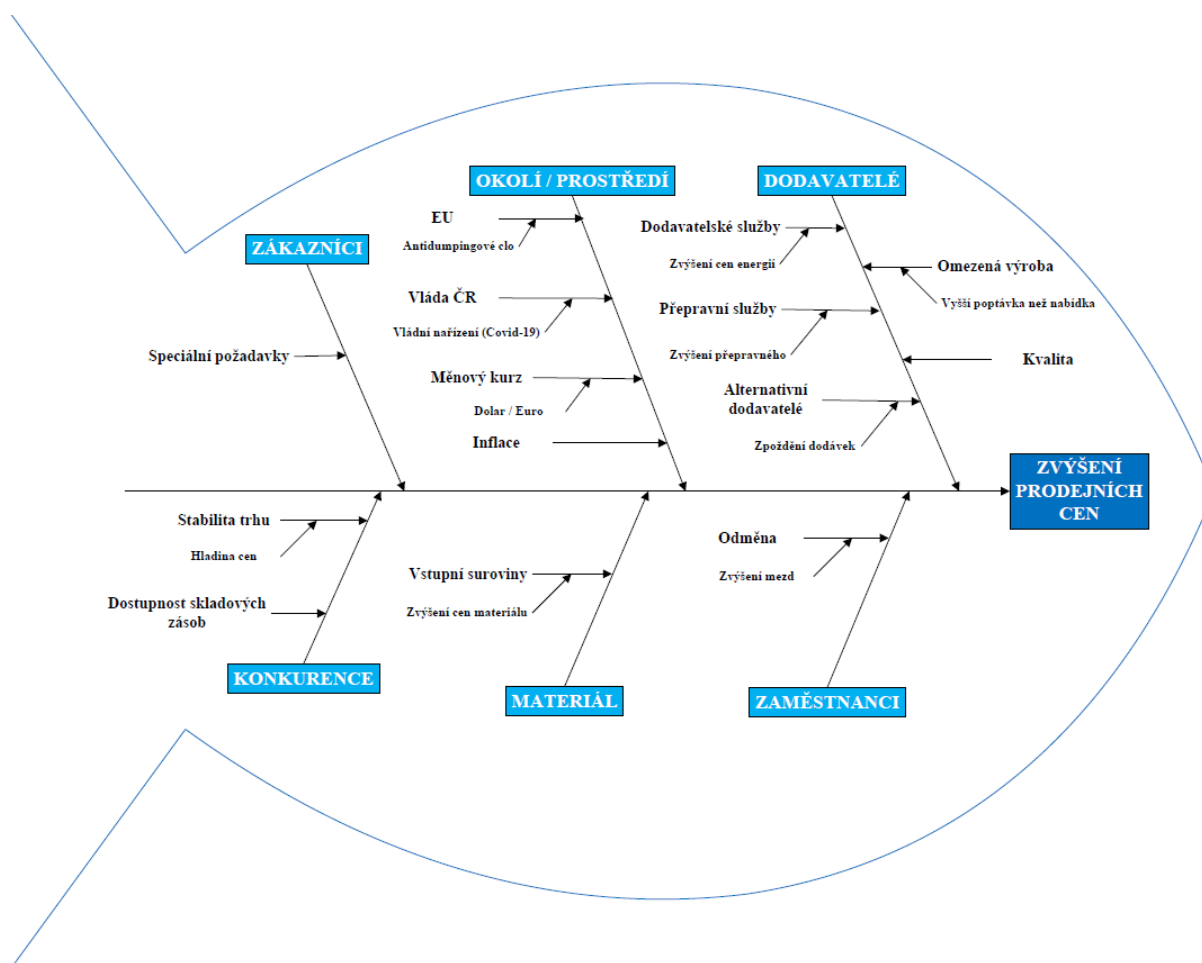 OKOLÍ / PROSTŘEDÍ
DODAVATELÉ
ZÁKAZNÍCI
EU
Antidumpingové clo
Dodavatelské služby
Zvýšení cen energií
Omezená výroba
Vyšší poptávka než nabídka
Vláda ČR
Vládní nařízení (Covid-19)
Přepravní služby
Zvýšení přepravného
Speciální požadavky
Kvalita
Měnový kurz
Dolar / Euro
Alternativní
dodavatelé
Zpoždění dodávek
Inflace
ZVÝŠENÍ
PRODEJNÍCH
CEN
Stabilita trhu
Hladina cen
Odměna
Zvýšení mezd
Vstupní suroviny
Zvýšení cen materiálu
Dostupnost skladových
zásob
KONKURENCE
MATERIÁL
ZAMĚSTNANCI